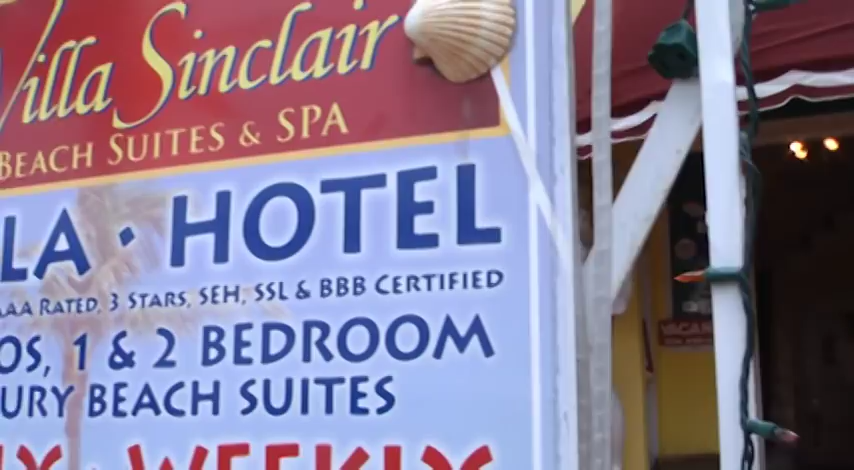 Villa Sinclair
BEACH SUITES & SPA
LA · HOTEL
AAA RATED, 3 STARS, SEH, SSL & BBB CERTIFIED
OS, 1 & 2 BEDROOM
URY BEACH SUITES
WEEKLY